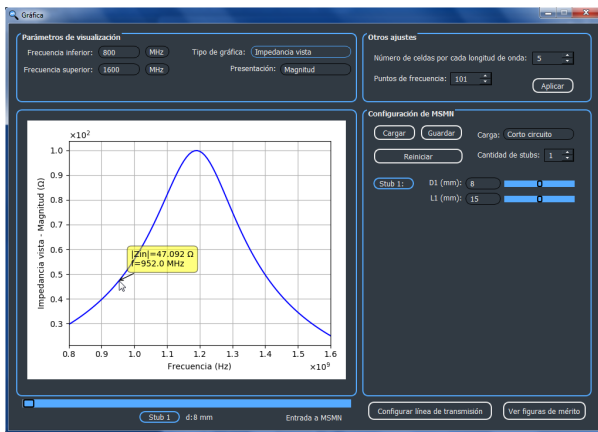 Gráfica
Parámetros de visualización
Frecuencia inferior: 800 MHz
Tipo de gráfica: Impedancia vista
Frecuencia superior: 1600 MHz
Presentación: Magnitud
Otros ajustes
Número de celdas por cada longitud de onda: 5
Puntos de frecuencia: 101
Aplicar
×10²
1.0
0.9
0.8
0.7
0.6
0.5
0.4
0.3
Impedancia vista - Magnitud (Ω)
|Zin|=47.092 Ω
f=952.0 MHz
0.8 0.9 1.0 1.1 1.2 1.3 1.4 1.5 1.6
Frecuencia (Hz)
×10⁹
Stub 1 d:8 mm Entrada a MSMN
Configuración de MSMN
Cargar Guardar Carga: Corto circuito
Reiniciar Cantidad de stubs: 1
Stub 1: D1 (mm): 8
L1 (mm): 15
Configurar línea de transmisión
Ver figuras de mérito